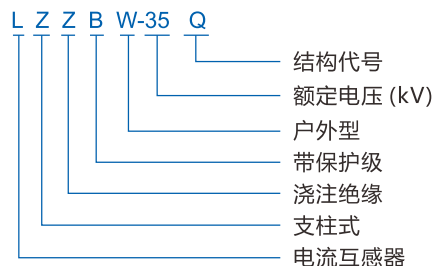 L Z Z B W-35 Q
结构代号
额定电压 (kV)
户外型
带保护级
浇注绝缘
支柱式
电流互感器